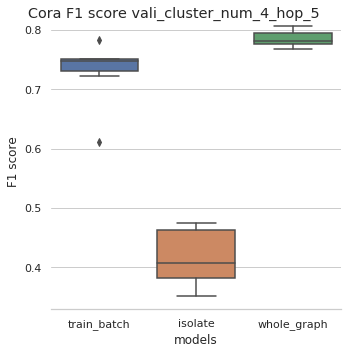 Cora F1 score vali_cluster_num_4_hop_5
0.8
0.7
0.6
0.5
0.4
F1 score
train_batch
isolate
whole_graph
models